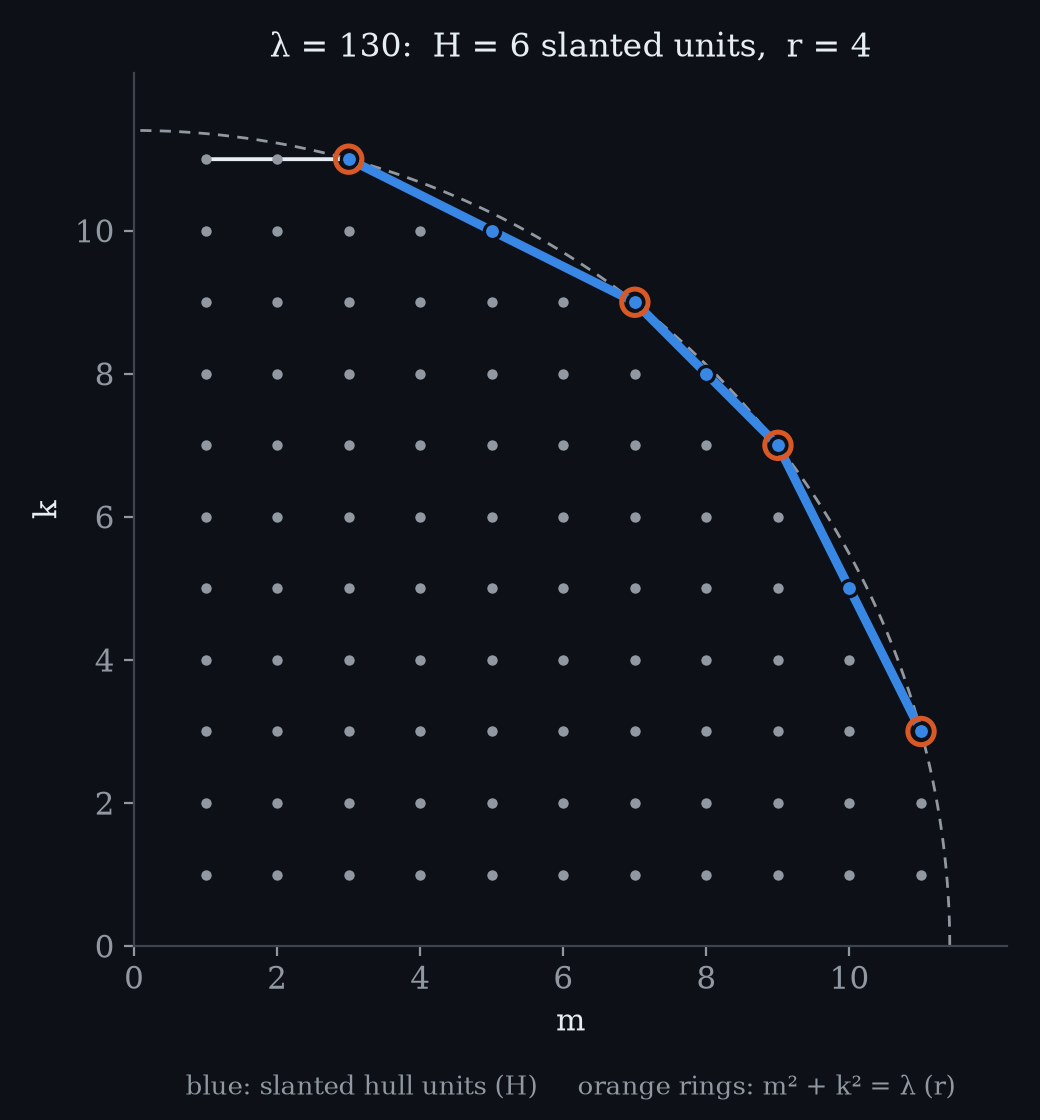 λ = 130:  H = 6 slanted units,  r = 4
10
8
6
4
2
0
k
0 2 4 6 8 10
m
blue: slanted hull units (H)     orange rings: m² + k² = λ (r)